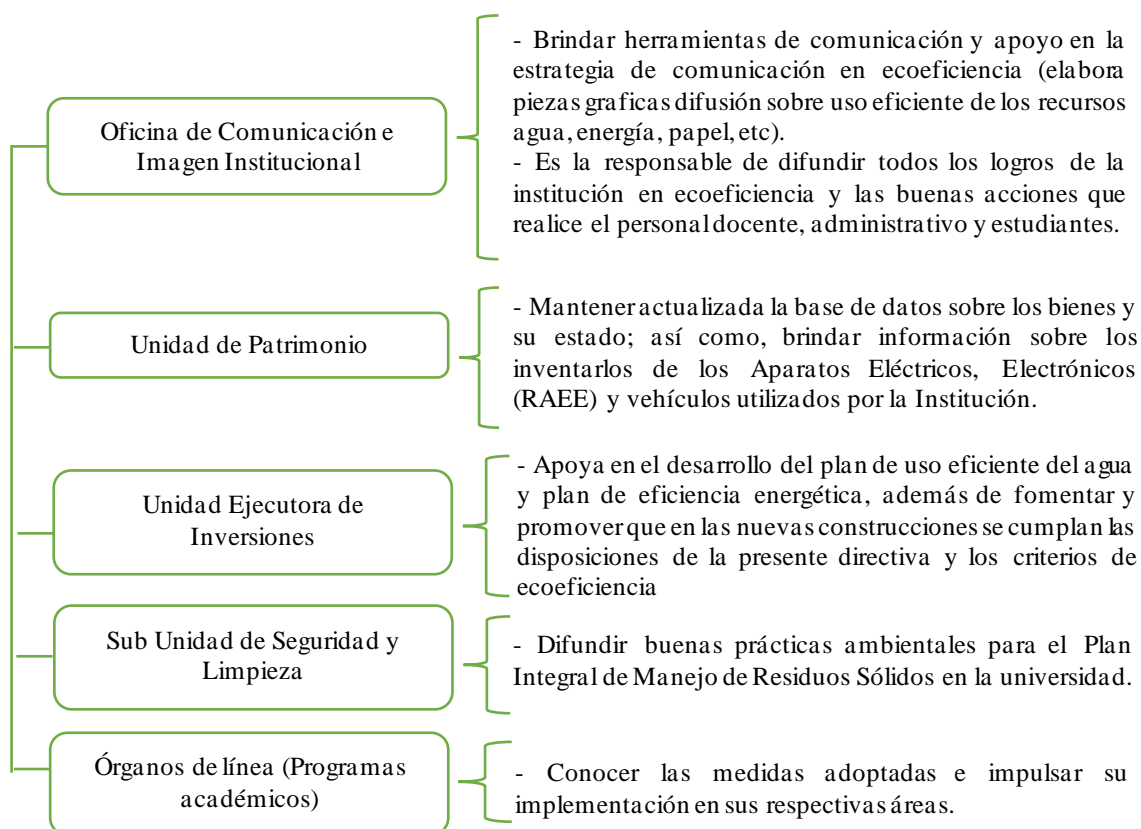 Oficina de Comunicación e
Imagen Institucional
- Brindar herramientas de comunicación y apoyo en la
estrategia de comunicación en ecoeficiencia (elabora
piezas graficas difusión sobre uso eficiente de los recursos
agua, energía, papel, etc).
- Es la responsable de difundir todos los logros de la
institución en ecoeficiencia y las buenas acciones que
realice el personal docente, administrativo y estudiantes.
Unidad de Patrimonio
- Mantener actualizada la base de datos sobre los bienes y
su estado; así como, brindar información sobre los
inventarlos de los Aparatos Eléctricos, Electrónicos
(RAEE) y vehículos utilizados por la Institución.
Unidad Ejecutora de
Inversiones
- Apoya en el desarrollo del plan de uso eficiente del agua
y plan de eficiencia energética, además de fomentar y
promover que en las nuevas construcciones se cumplan las
disposiciones de la presente directiva y los criterios de
ecoeficiencia
Sub Unidad de Seguridad y
Limpieza
- Difundir buenas prácticas ambientales para el Plan
Integral de Manejo de Residuos Sólidos en la universidad.
Órganos de línea (Programas
académicos)
- Conocer las medidas adoptadas e impulsar su
implementación en sus respectivas áreas.